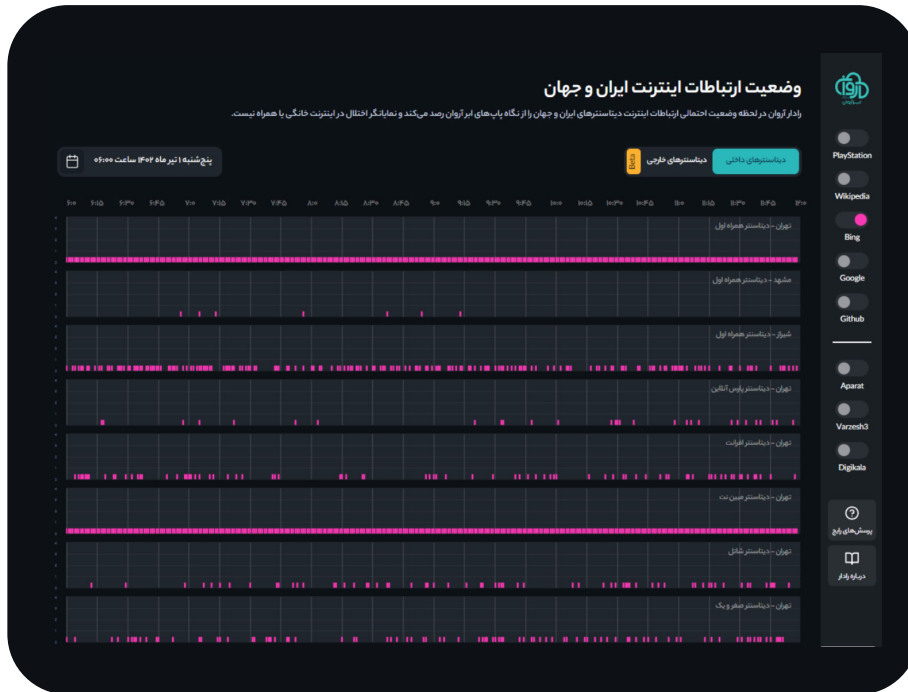 وضعیت ارتباطات اینترنت ایران و جهان
رادار آروان در لحظه وضعیت احتمالی ارتباطات اینترنت دیتاسنترهای ایران و جهان را از نگاه پاپ‌های ابر آروان رصد می‌کند و نمایانگر اختلال در اینترنت خانگی یا همراه نیست.
دیتاسنترهای داخلی
دیتاسنترهای خارجی
Beta
پنج‌شنبه ۱ تیر ماه ۱۴۰۲ ساعت ۰۶:۰۰
۶:۰۰ ۶:۱۵ ۶:۳۰ ۶:۴۵ ۷:۰۰ ۷:۱۵ ۷:۳۰ ۷:۴۵ ۸:۰۰ ۸:۱۵ ۸:۳۰ ۸:۴۵ ۹:۰۰ ۹:۱۵ ۹:۳۰ ۹:۴۵ ۱۰:۰۰ ۱۰:۱۵ ۱۰:۳۰ ۱۰:۴۵ ۱۱:۰۰ ۱۱:۱۵ ۱۱:۳۰ ۱۱:۴۵ ۱۲:۰۰
تهران - دیتاسنتر همراه اول
مشهد - دیتاسنتر همراه اول
شیراز - دیتاسنتر همراه اول
تهران - دیتاسنتر پارس آنلاین
تهران - دیتاسنتر افرانت
تهران - دیتاسنتر مبین نت
تهران - دیتاسنتر شاتل
تهران - دیتاسنتر صفر و یک
آروان
PlayStation
Wikipedia
Bing
Google
Github
Aparat
Varzesh3
Digikala
پرسش‌های رایج
درباره رادار